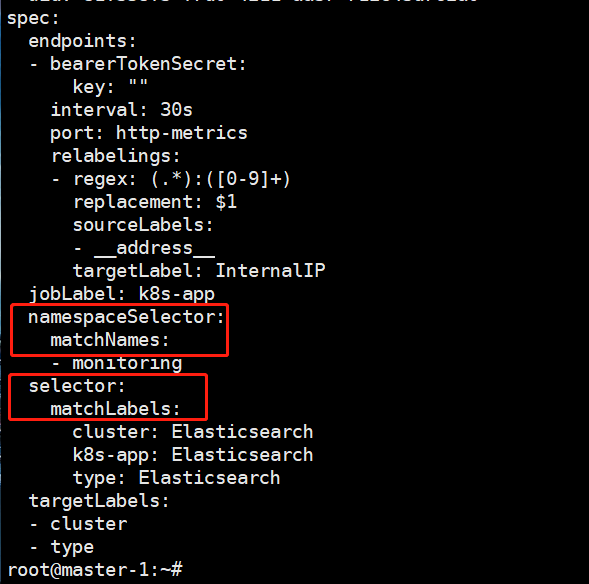 spec:
  endpoints:
  - bearerTokenSecret:
      key: ""
    interval: 30s
    port: http-metrics
    relabelings:
    - regex: (.*):([0-9]+)
      replacement: $1
      sourceLabels:
      - __address__
      targetLabel: InternalIP
  jobLabel: k8s-app
  namespaceSelector:
    matchNames:
    - monitoring
  selector:
    matchLabels:
      cluster: Elasticsearch
      k8s-app: Elasticsearch
      type: Elasticsearch
  targetLabels:
  - cluster
  - type
root@master-1:~#